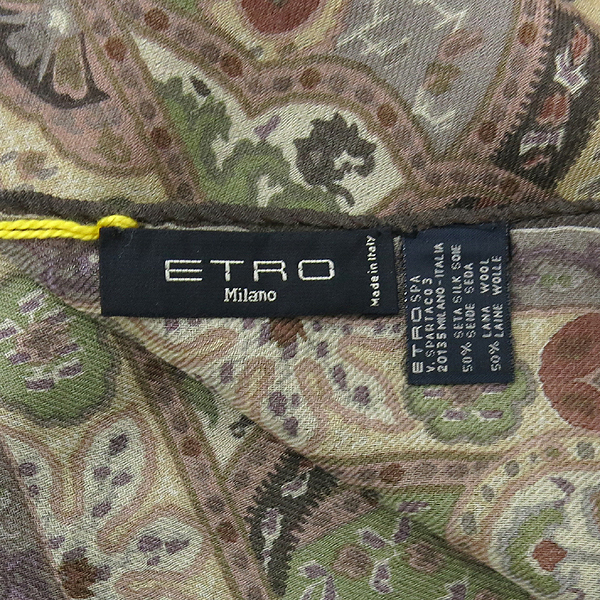 ETRO
Milano
Made in Italy
ETRO SPA
V. SPARTACO 3
20135 MILANO-ITALIA
SETA SILK SOIE
50% SEIDE SEDA
LANA WOOL
50% LAINE WOLLE